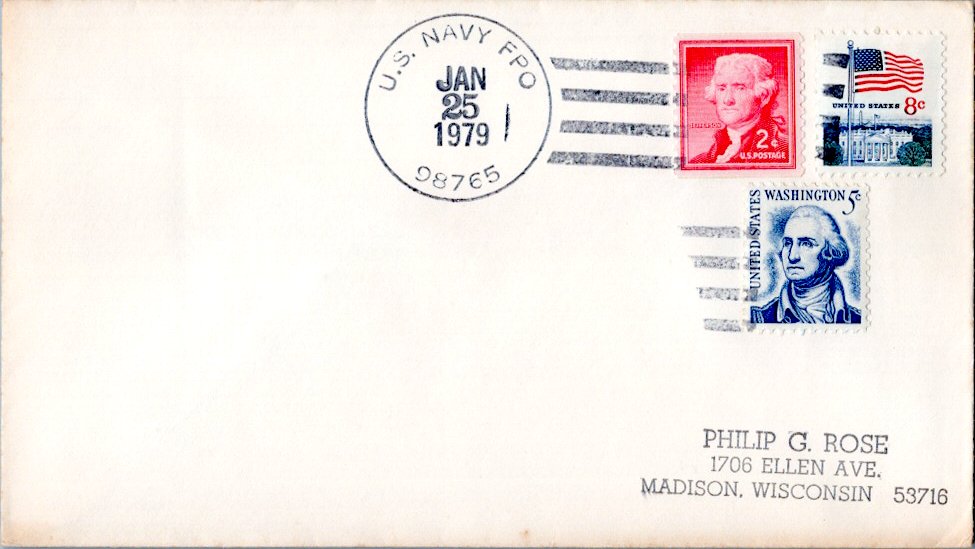 U.S. NAVY FPO
JAN
25
1979
98765
2¢
U.S. POSTAGE
UNITED STATES 8c
UNITED STATES
WASHINGTON 5c
PHILIP G. ROSE
1706 ELLEN AVE.
MADISON, WISCONSIN 53716